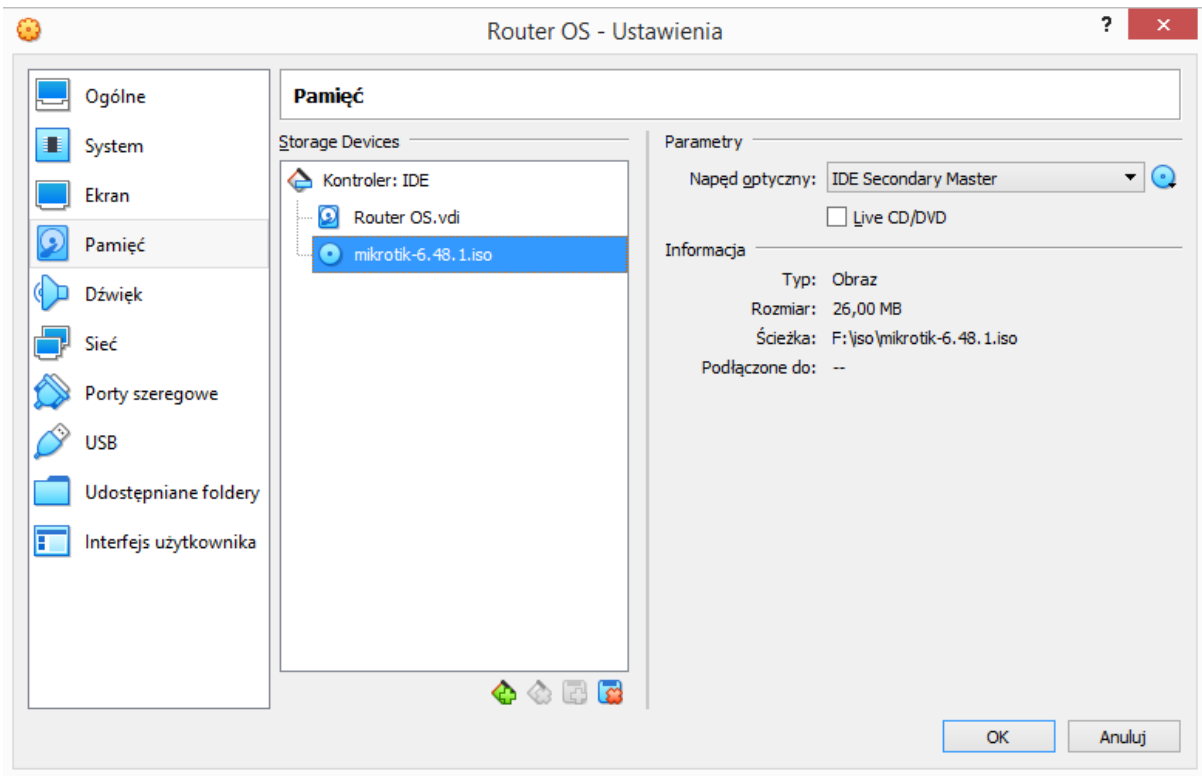 Router OS - Ustawienia
?
Ogólne
System
Ekran
Pamięć
Dźwięk
Sieć
Porty szeregowe
USB
Udostępniane foldery
Interfejs użytkownika
Pamięć
Storage Devices
Kontroler: IDE
Router OS.vdi
mikrotik-6.48.1.iso
Parametry
Napęd optyczny: IDE Secondary Master
Live CD/DVD
Informacja
Typ: Obraz
Rozmiar: 26,00 MB
Ścieżka: F:\iso\mikrotik-6.48.1.iso
Podłączone do: --
OK Anuluj